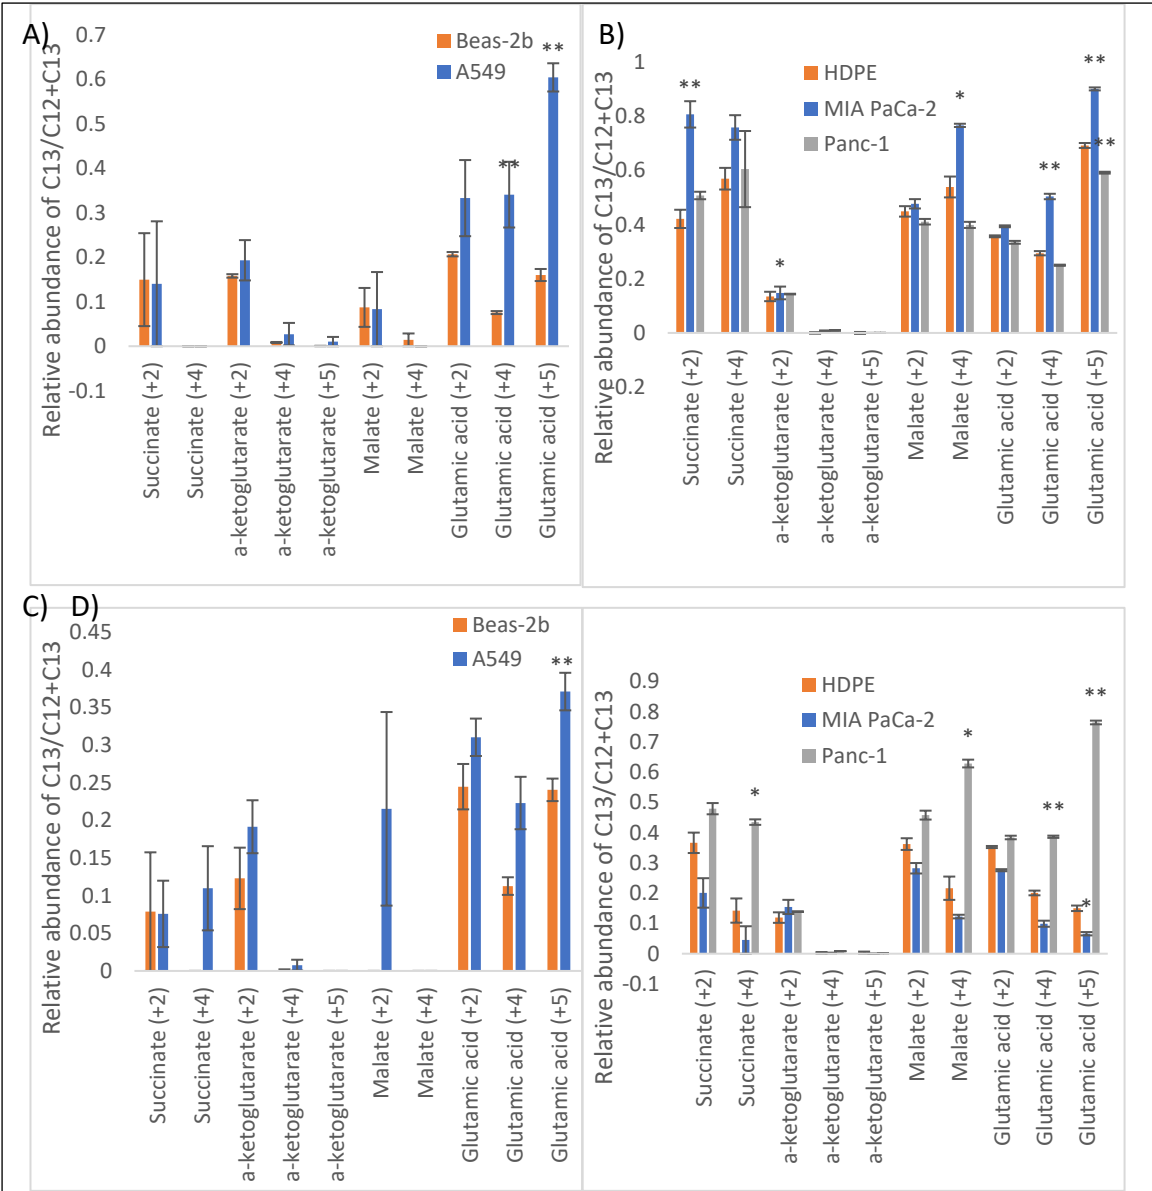 A)
Relative abundance of C13/C12+C13
0.7
0.6
0.5
0.4
0.3
0.2
0.1
0
-0.1
Beas-2b
A549
**
**
Succinate (+2)
Succinate (+4)
a-ketoglutarate (+2)
a-ketoglutarate (+4)
a-ketoglutarate (+5)
Malate (+2)
Malate (+4)
Glutamic acid (+2)
Glutamic acid (+4)
Glutamic acid (+5)
B)
Relative abundance of C13/C12+C13
1
0.8
0.6
0.4
0.2
0
-0.2
HDPE
MIA PaCa-2
Panc-1
**
*
*
**
**
**
Succinate (+2)
Succinate (+4)
a-ketoglutarate (+2)
a-ketoglutarate (+4)
a-ketoglutarate (+5)
Malate (+2)
Malate (+4)
Glutamic acid (+2)
Glutamic acid (+4)
Glutamic acid (+5)
C) D)
Relative abundance of C13/C12+C13
0.45
0.4
0.35
0.3
0.25
0.2
0.15
0.1
0.05
0
Beas-2b
A549
**
Succinate (+2)
Succinate (+4)
a-ketoglutarate (+2)
a-ketoglutarate (+4)
a-ketoglutarate (+5)
Malate (+2)
Malate (+4)
Glutamic acid (+2)
Glutamic acid (+4)
Glutamic acid (+5)
Relative abundance of C13/C12+C13
0.9
0.8
0.7
0.6
0.5
0.4
0.3
0.2
0.1
0
-0.1
HDPE
MIA PaCa-2
Panc-1
*
*
**
*
**
Succinate (+2)
Succinate (+4)
a-ketoglutarate (+2)
a-ketoglutarate (+4)
a-ketoglutarate (+5)
Malate (+2)
Malate (+4)
Glutamic acid (+2)
Glutamic acid (+4)
Glutamic acid (+5)